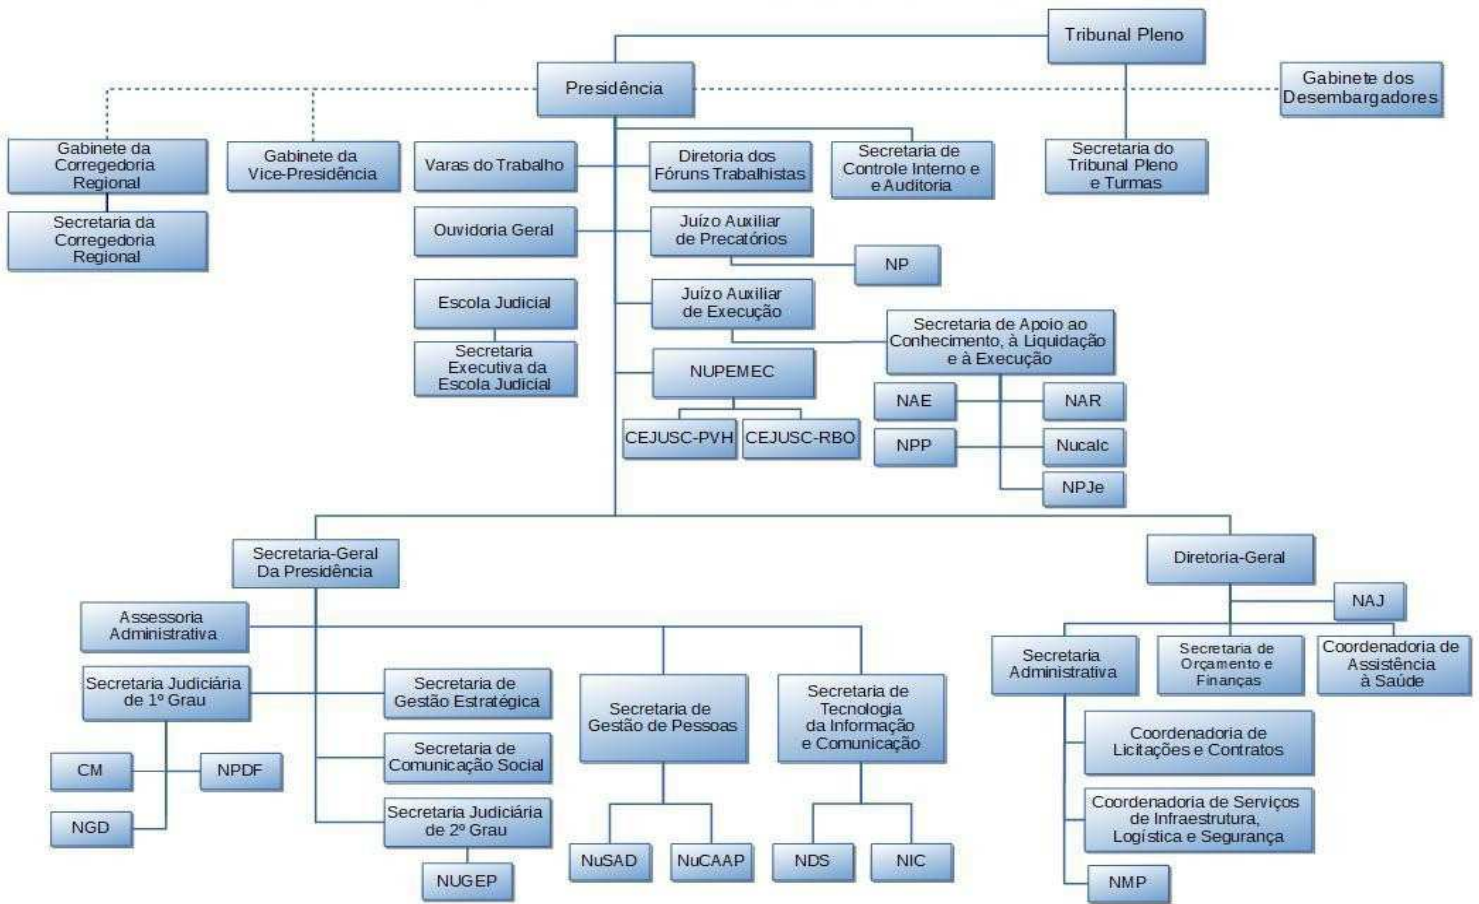 Tribunal Pleno
Presidência
Gabinete dos
Desembargadores
Gabinete da
Corregedoria
Regional
Gabinete da
Vice-Presidência
Varas do Trabalho
Diretoria dos
Fóruns Trabalhistas
Secretaria de
Controle Interno e
e Auditoria
Secretaria do
Tribunal Pleno
e Turmas
Secretaria da
Corregedoria
Regional
Ouvidoria Geral
Juízo Auxiliar
de Precatórios
NP
Escola Judicial
Juízo Auxiliar
de Execução
Secretaria de Apoio ao
Conhecimento, à Liquidação
e à Execução
Secretaria
Executiva da
Escola Judicial
NUPEMEC
NAE
NAR
CEJUSC-PVH
CEJUSC-RBO
NPP
Nucalc
NPJe
Secretaria-Geral
Da Presidência
Diretoria-Geral
NAJ
Assessoria
Administrativa
Secretaria
Administrativa
Secretaria de
Orçamento e
Finanças
Coordenadoria de
Assistência
à Saúde
Secretaria Judiciária
de 1º Grau
Secretaria de
Gestão Estratégica
Secretaria de
Gestão de Pessoas
Secretaria de
Tecnologia
da Informação
e Comunicação
Coordenadoria de
Licitações e Contratos
CM
NPDF
Secretaria de
Comunicação Social
NGD
Secretaria Judiciária
de 2º Grau
Coordenadoria de Serviços
de Infraestrutura,
Logística e Segurança
NuSAD
NuCAAP
NDS
NIC
NUGEP
NMP